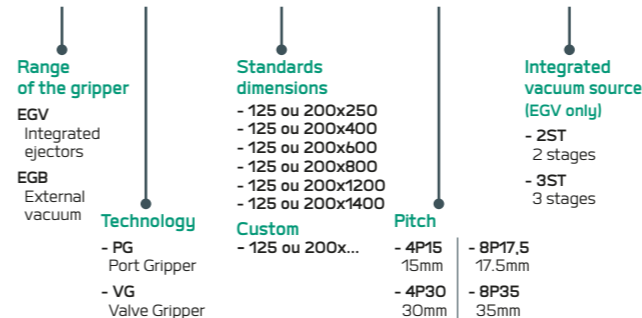 Range
of the gripper
EGV
Integrated
ejectors
EGB
External
vacuum
Technology
- PG
Port Gripper
- VG
Valve Gripper
Standards
dimensions
- 125 ou 200x250
- 125 ou 200x400
- 125 ou 200x600
- 125 ou 200x800
- 125 ou 200x1200
- 125 ou 200x1400
Custom
- 125 ou 200x...
Pitch
- 4P15
15mm
- 4P30
30mm
- 8P17,5
17.5mm
- 8P35
35mm
Integrated
vacuum source
(EGV only)
- 2ST
2 stages
- 3ST
3 stages